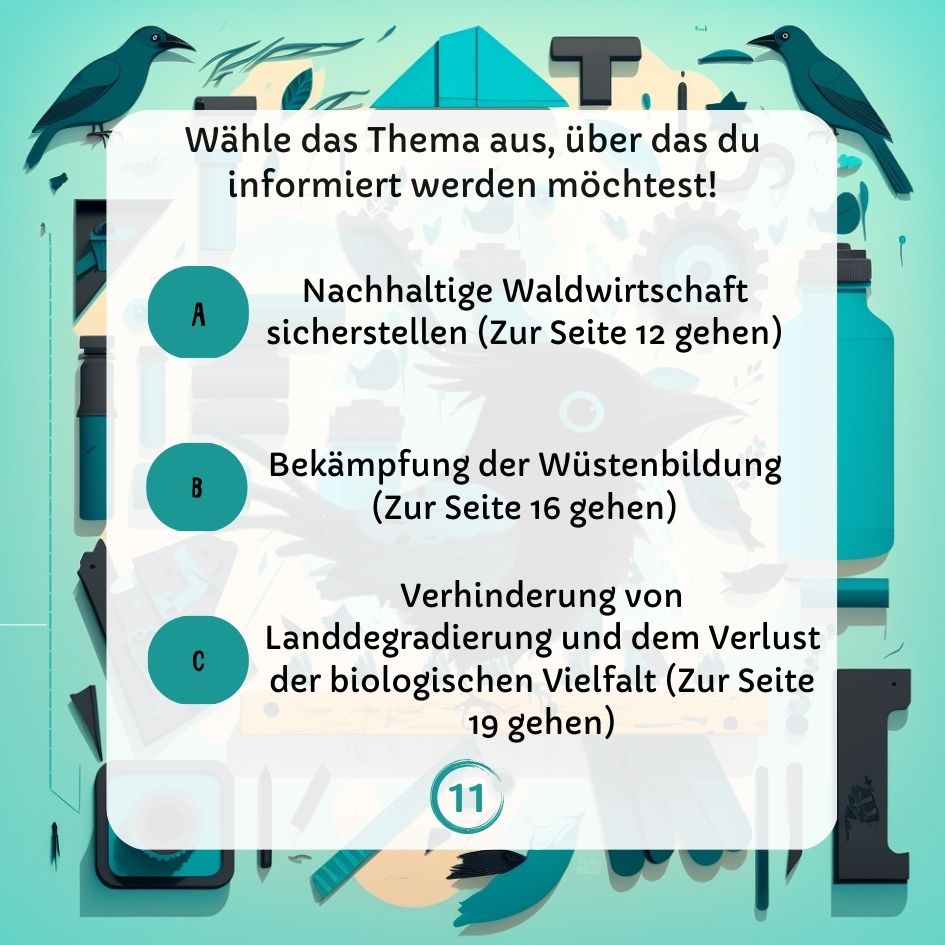 Wähle das Thema aus, über das du
informiert werden möchtest!
A
Nachhaltige Waldwirtschaft
sicherstellen (Zur Seite 12 gehen)
B
Bekämpfung der Wüstenbildung
(Zur Seite 16 gehen)
C
Verhinderung von
Landdegradierung und dem Verlust
der biologischen Vielfalt (Zur Seite
19 gehen)
11